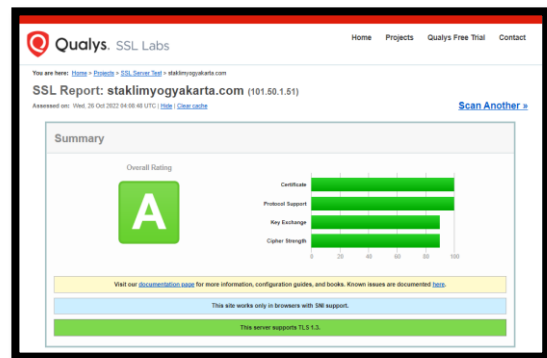 Qualys. SSL Labs
Home Projects Qualys Free Trial Contact
You are here: Home > Projects > SSL Server Test > staklimyogyakarta.com
SSL Report: staklimyogyakarta.com (101.50.1.51)
Assessed on: Wed, 26 Oct 2022 04:08:46 UTC | Hide | Clear cache
Scan Another »
Summary
Overall Rating
A
Certificate
Protocol Support
Key Exchange
Cipher Strength
0 20 40 60 80 100
Visit our documentation page for more information, configuration guides, and books. Known issues are documented here.
This site works only in browsers with SNI support.
This server supports TLS 1.3.